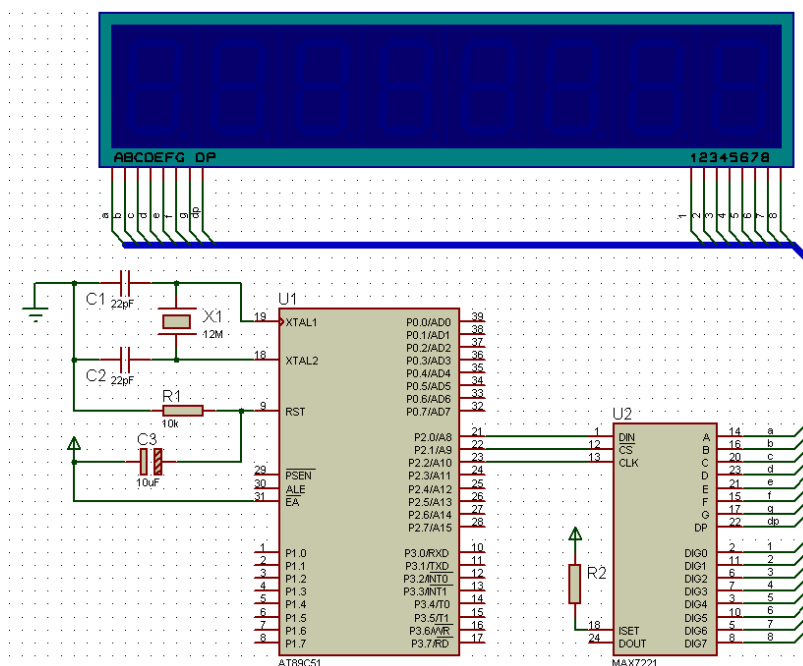 ABCDEFG DP 12345678
a b c d e f g dp 1 2 3 4 5 6 7 8
C1
22pF
X1
12M
C2
22pF
R1
10k
C3
10uF
U1
19 XTAL1 P0.0/AD0 39
P0.1/AD1 38
P0.2/AD2 37
18 XTAL2 P0.3/AD3 36
P0.4/AD4 35
P0.5/AD5 34
P0.6/AD6 33
9 RST P0.7/AD7 32
P2.0/A8 21
P2.1/A9 22
P2.2/A10 23
29 PSEN P2.3/A11 24
30 ALE P2.4/A12 25
31 EA P2.5/A13 26
P2.6/A14 27
P2.7/A15 28
1 P1.0 P3.0/RXD 10
2 P1.1 P3.1/TXD 11
3 P1.2 P3.2/INT0 12
4 P1.3 P3.3/INT1 13
5 P1.4 P3.4/T0 14
6 P1.5 P3.5/T1 15
7 P1.6 P3.6/WR 16
8 P1.7 P3.7/RD 17
AT89C51
R2
U2
1 DIN A 14 a
12 CS B 16 b
13 CLK C 20 c
D 23 d
E 21 e
F 15 f
G 17 g
DP 22 dp
DIG0 2 1
DIG1 11 2
DIG2 6 3
DIG3 7 4
DIG4 3 5
DIG5 10 6
18 ISET DIG6 5 7
24 DOUT DIG7 8 8
MAX7221